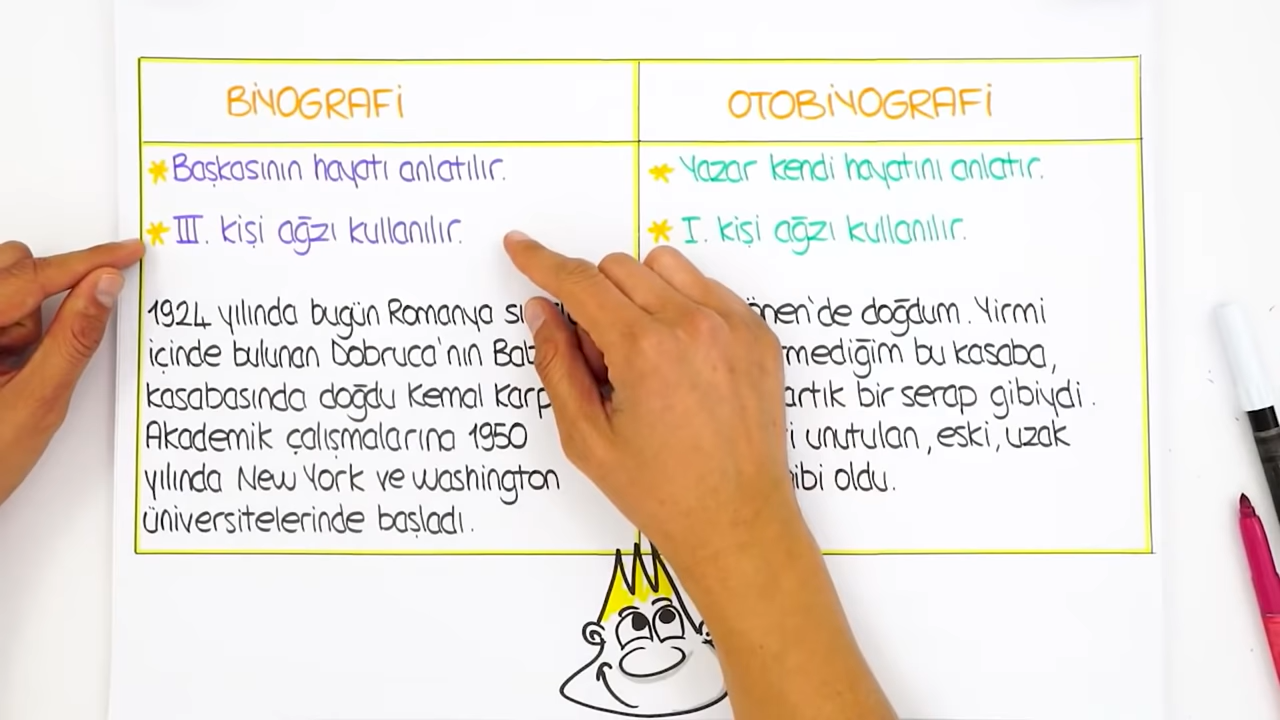 BİYOGRAFİ
OTOBİYOGRAFİ
* Başkasının hayatı anlatılır.
* III. kişi ağzı kullanılır.
1924 yılında bugün Romanya
içinde bulunan Dobruca'nın
kasabasında doğdu Kemal
Akademik çalışmalarına 1950
yılında New York ve washington
üniversitelerinde başladı.
* Yazar kendi hayatını anlatır.
* I. kişi ağzı kullanılır.
doğdum. Yirmi
bu kasaba,
artık bir serap gibiydi.
unutulan, eski, uzak
oldu.